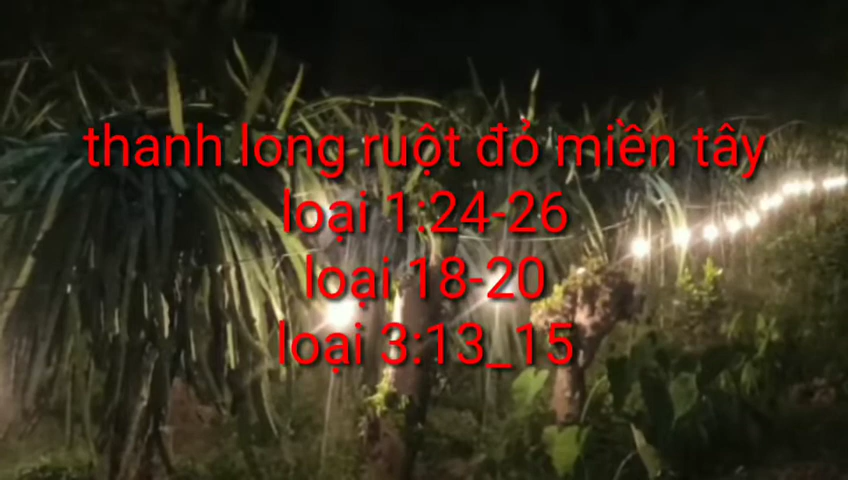 thanh long ruột đỏ miền tây
loại 1:24-26
loại 18-20
loại 3:13_15